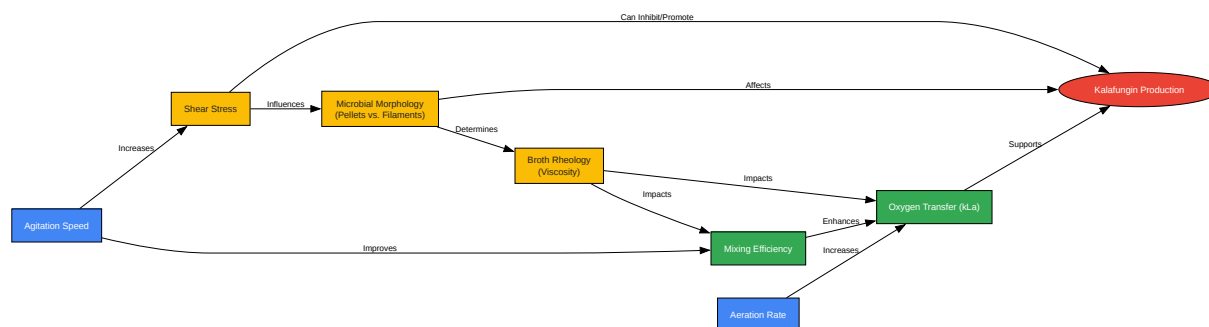 Can Inhibit/Promote
Shear Stress
Influences
Microbial Morphology
(Pellets vs. Filaments)
Affects
Kalafungin Production
Increases
Determines
Broth Rheology
(Viscosity)
Impacts
Supports
Impacts
Agitation Speed
Improves
Mixing Efficiency
Enhances
Oxygen Transfer (kLa)
Increases
Aeration Rate